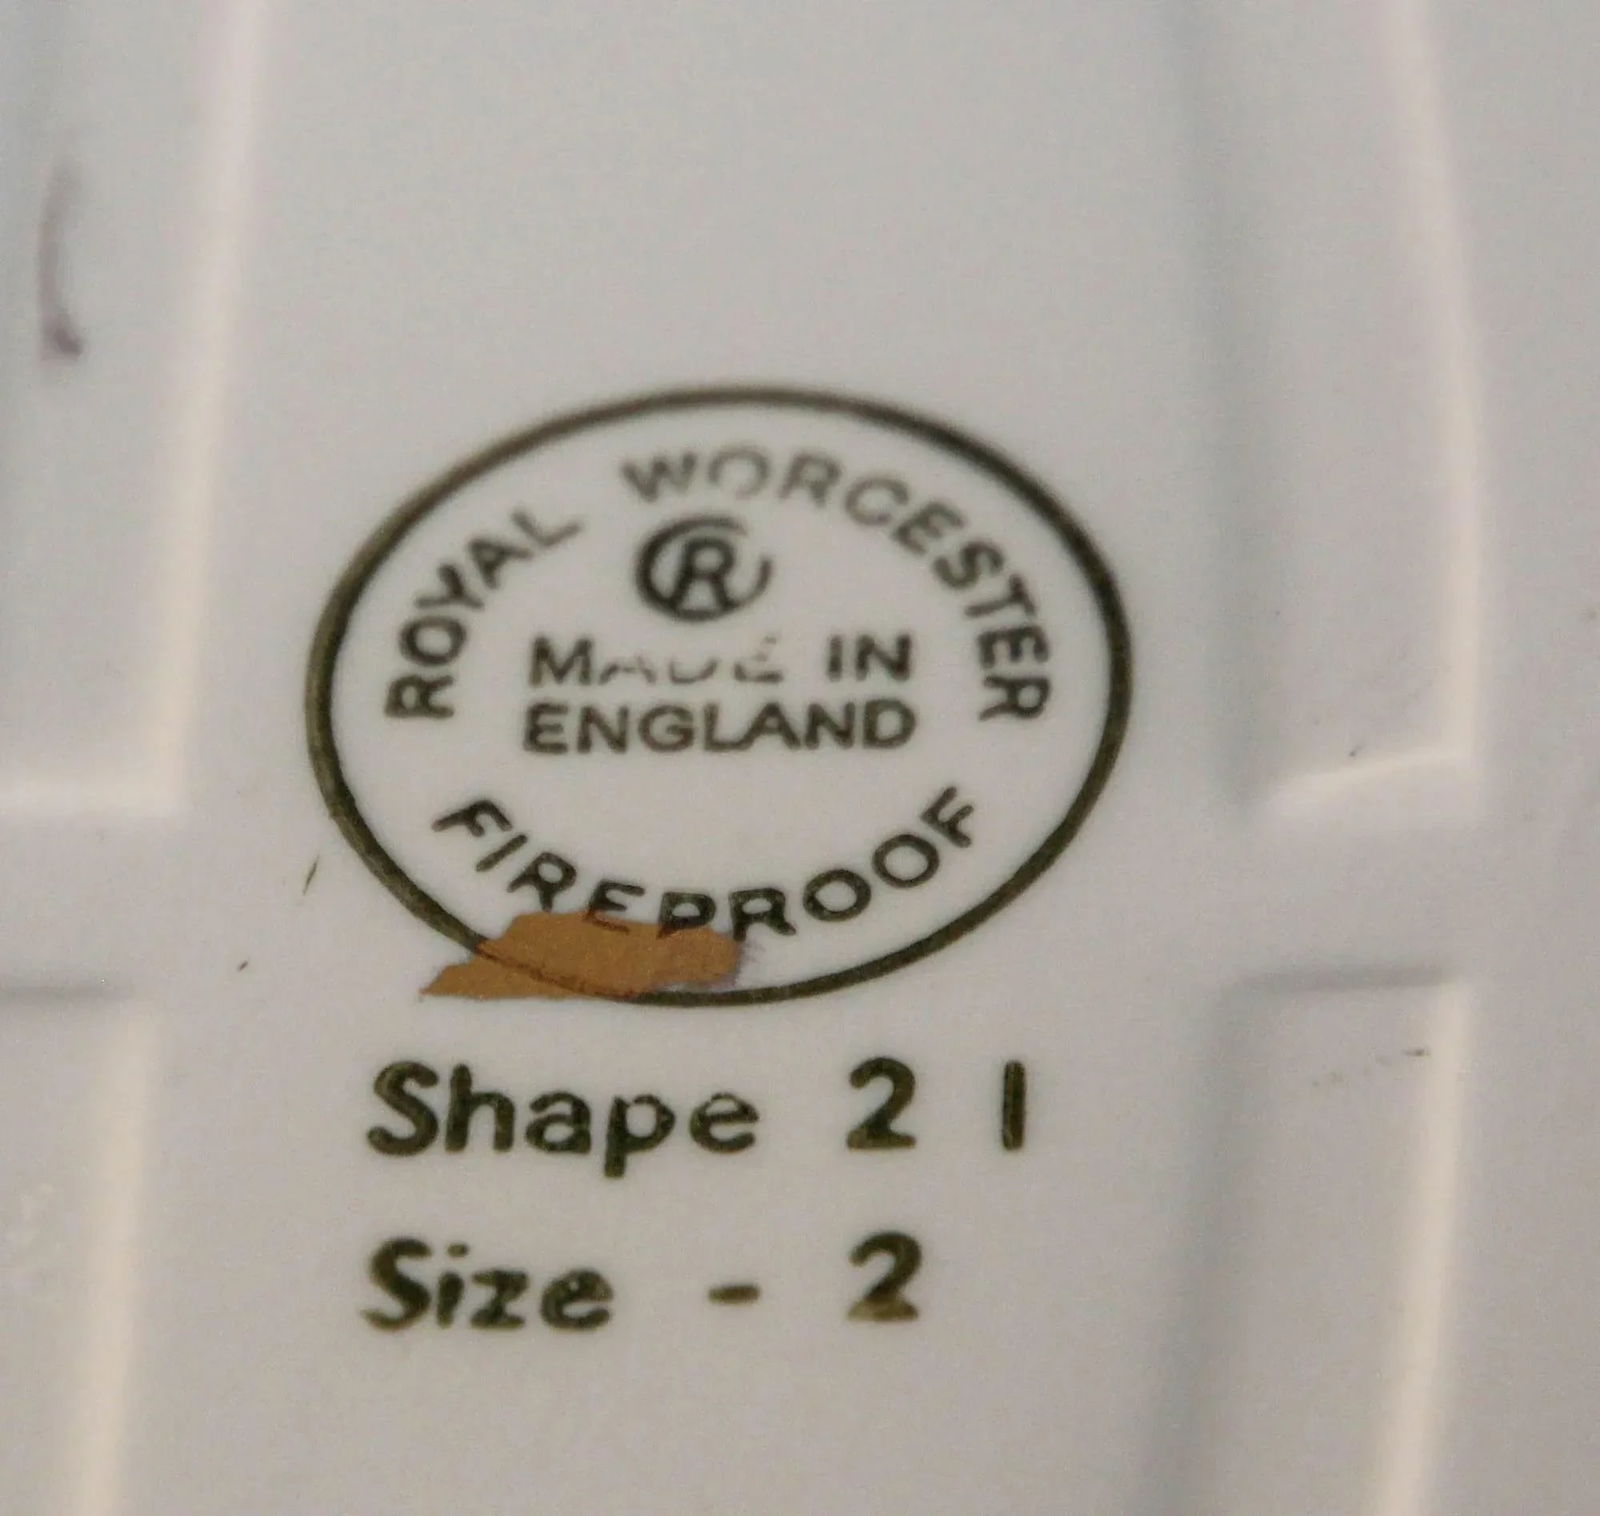 ROYAL WORCESTER
®
MADE IN
ENGLAND
FIREPROOF
Shape 21
Size - 2